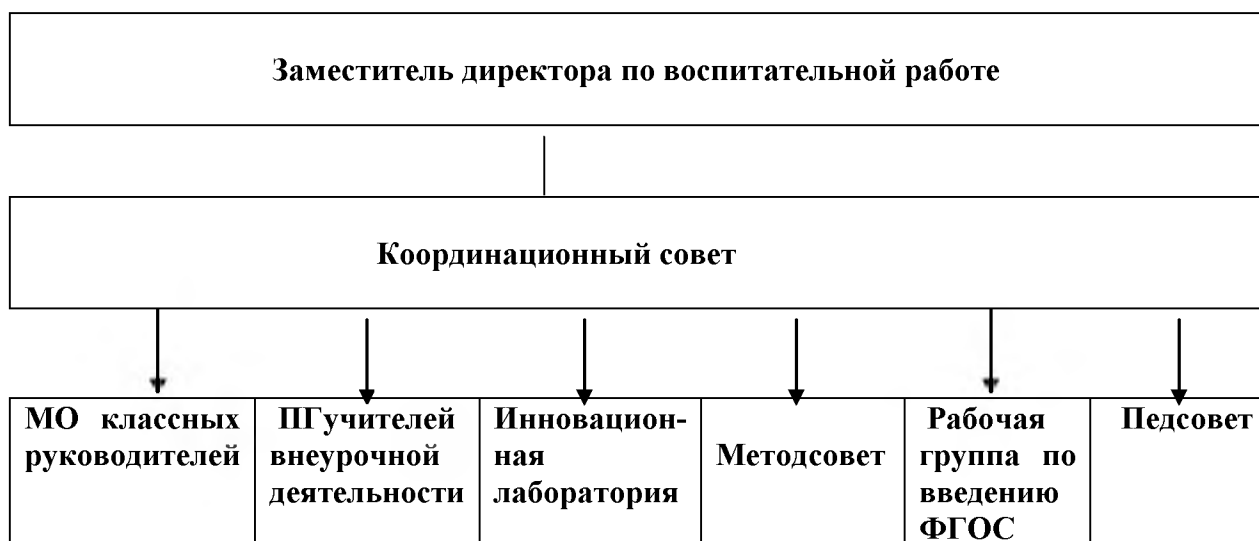 Заместитель директора по воспитательной работе
Координационный совет
МО классных
руководителей
ПГучителей
внеурочной
деятельности
Инновацион-
ная
лаборатория
Методсовет
Рабочая
группа по
введению
ФГОС
Педсовет